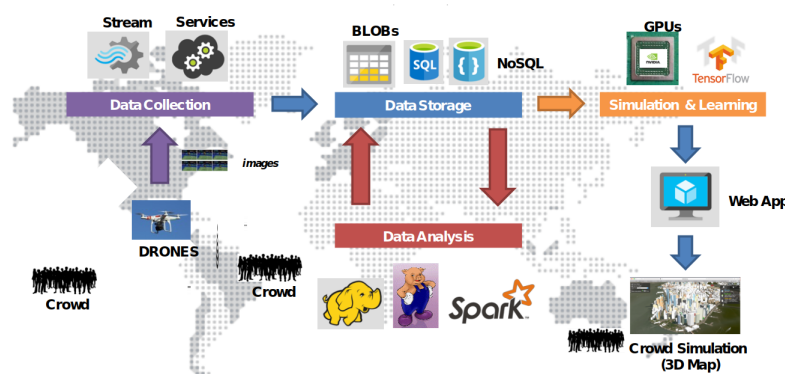 Stream
Services
BLOBs
SQL
NoSQL
GPUs
NVIDIA
TensorFlow
Data Collection
Data Storage
Simulation & Learning
images
Web App
DRONES
Data Analysis
Crowd
Crowd
Spark
Crowd Simulation
(3D Map)